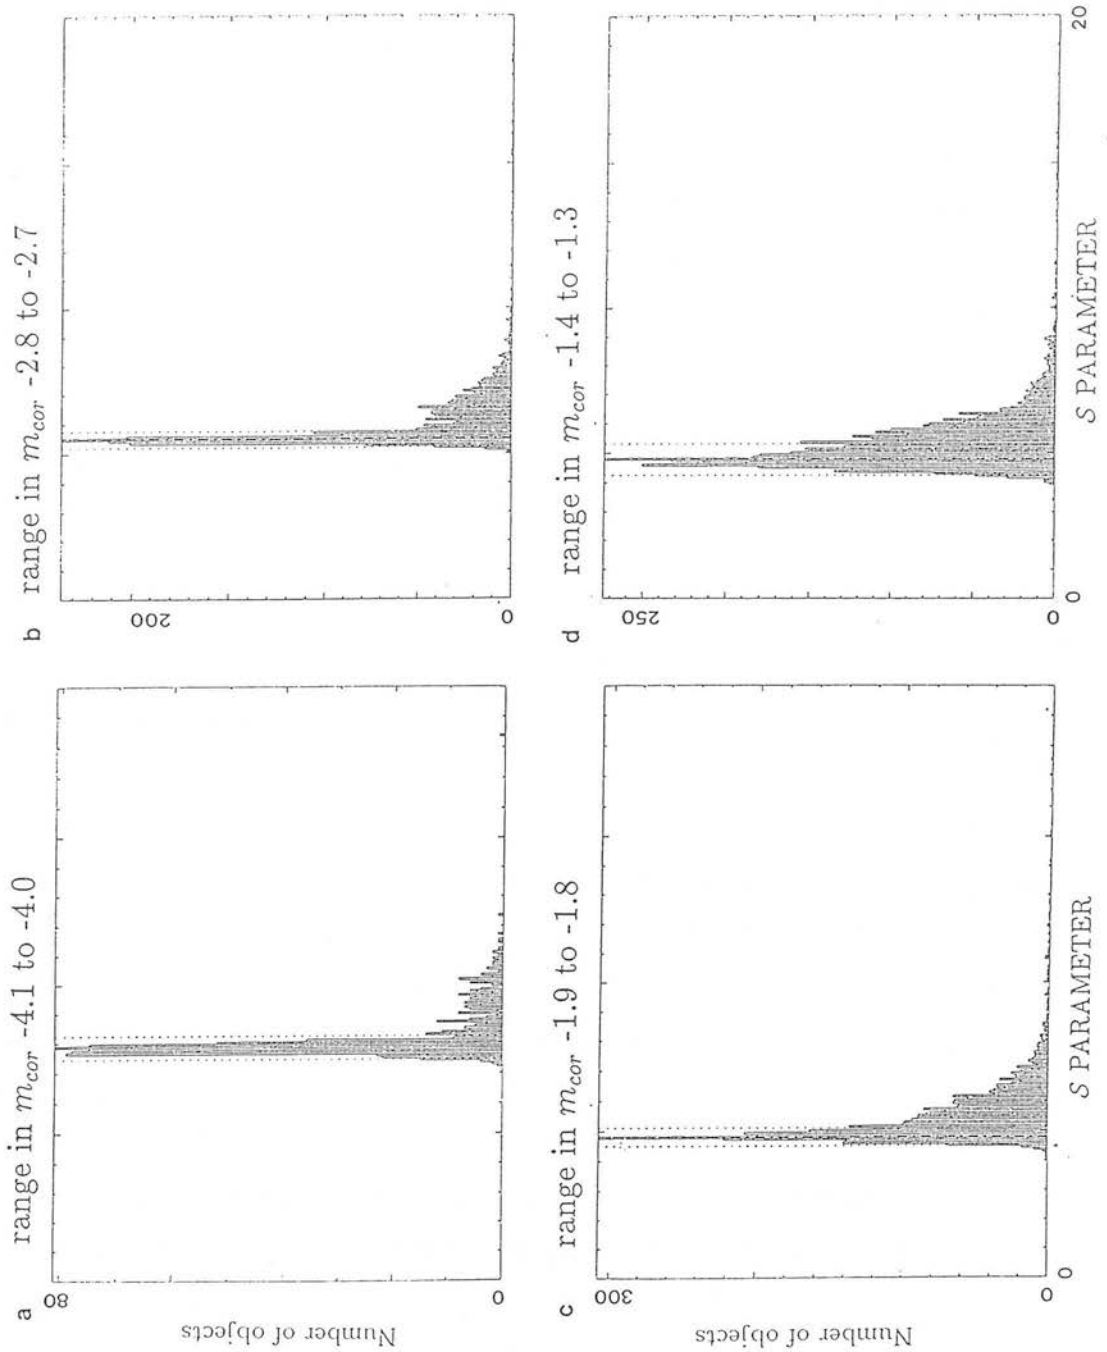 a range in m_cor -4.1 to -4.0
80
0
Number of objects
b range in m_cor -2.8 to -2.7
200
0
c range in m_cor -1.9 to -1.8
300
0
Number of objects
0
S PARAMETER
d range in m_cor -1.4 to -1.3
250
0
0
20
S PARAMETER